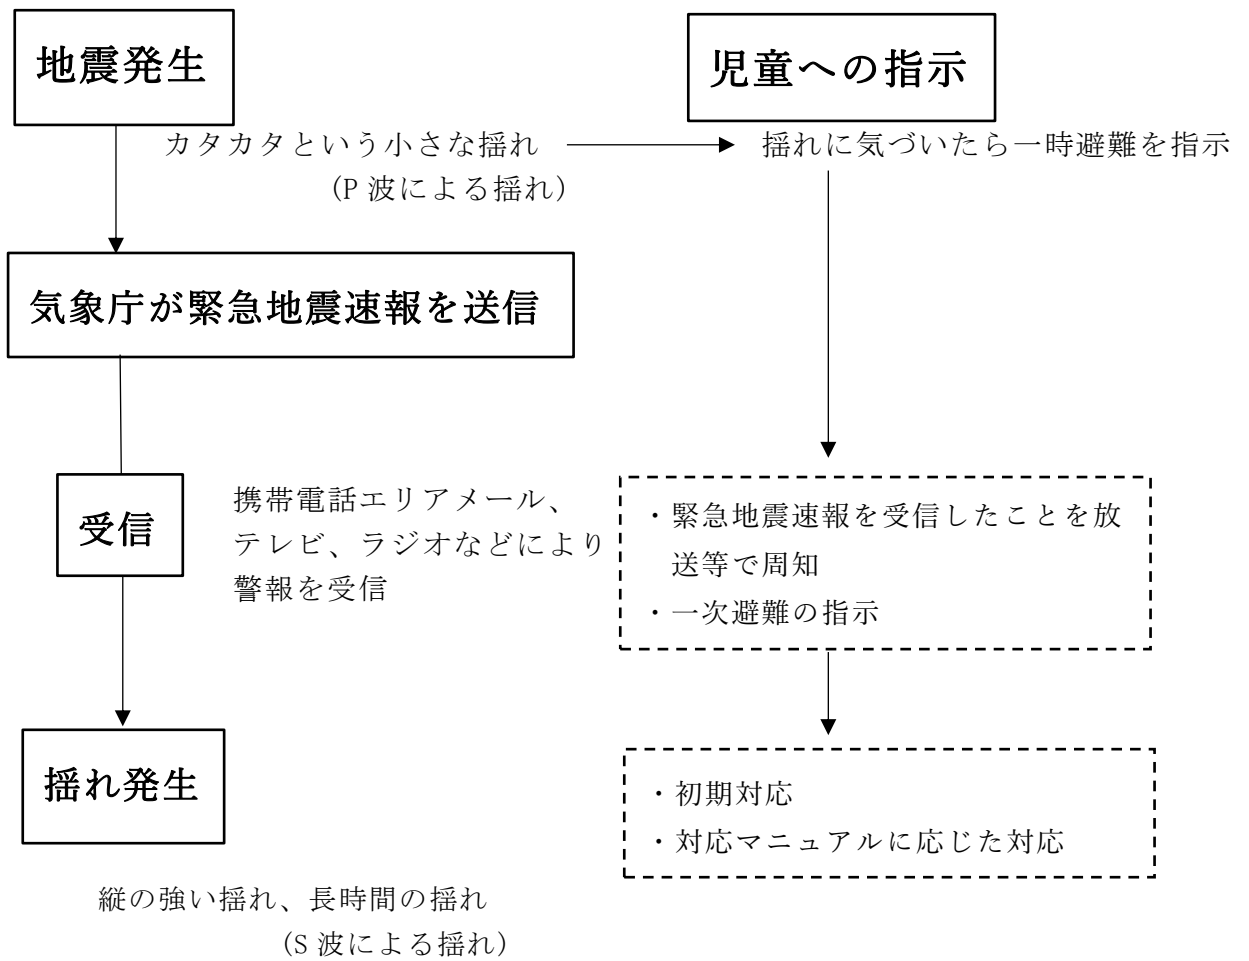 地震発生
児童への指示
カタカタという小さな揺れ
揺れに気づいたら一時避難を指示
（P 波による揺れ）
気象庁が緊急地震速報を送信
受信
携帯電話エリアメール、
テレビ、ラジオなどにより
警報を受信
・緊急地震速報を受信したことを放
送等で周知
・一次避難の指示
揺れ発生
・初期対応
・対応マニュアルに応じた対応
縦の強い揺れ、長時間の揺れ
（S 波による揺れ）